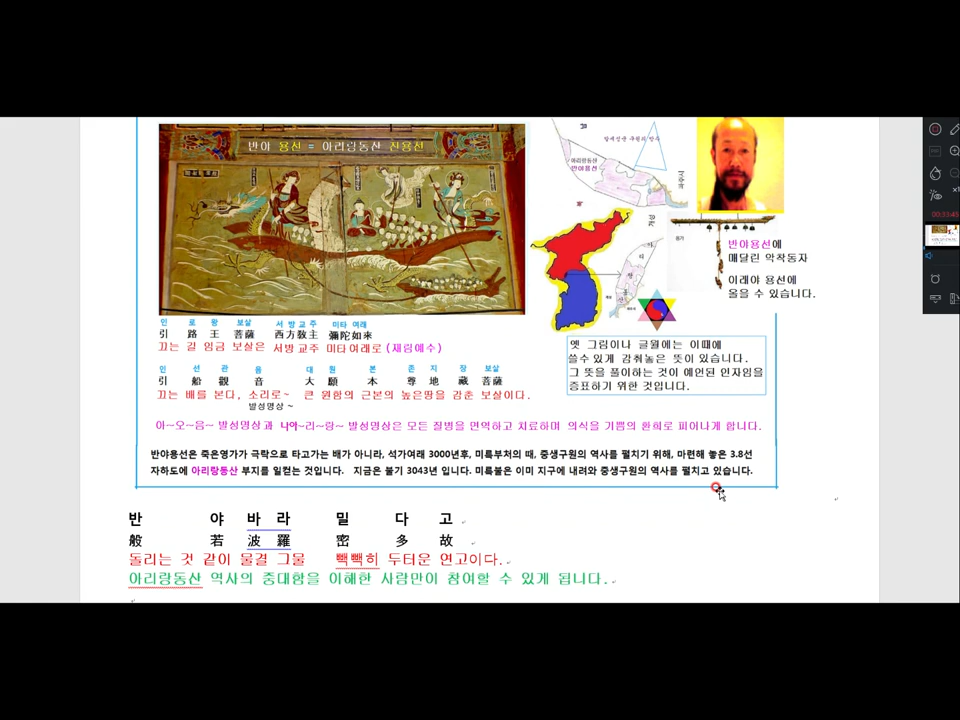 반야 용선 = 아리랑동산 진용선
아리랑동산
반야용선
반야용선에
매달린 악착동자
이래야 용선에
올을 수 있습니다.
인 로 왕 보살 서 방 교 주 미타 여래
引 路 王 菩薩 西 方 敎 主 彌陀如来
끄는 길 임금 보살은 서방 교주 미타여래로 (재림예수)
옛 그림이나 글월에는 이때에
쓸수 있게 감춰놓은 뜻이 있습니다.
그 뜻을 풀이하는 것이 예언된 인자임을
증표하기 위한 것입니다.
인 선 관 음 대 원 본 존 지 장 보살
引 船 觀 音 大 願 本 尊 地 藏 菩薩
끄는 배를 본다, 소리로~ 큰 원함의 근본의 높은땅을 감춘 보살이다.
발성명상 ~
아~오~음~ 발성명상과 나아~리~랑~ 발성명상은 모든 질병을 면역하고 치료하며 의식을 기쁨의 환희로 피어나게 합니다.
반야용선은 죽은영가가 극락으로 타고가는 배가 아니라, 석가여래 3000년후, 미륵부처의 때, 중생구원의 역사를 펼치기 위해, 마련해 놓은 3.8선
자하도에 아리랑동산 부지를 일컫는 것입니다. 지금은 불기 3043년 입니다. 미륵불은 이미 지구에 내려와 중생구원의 역사를 펼치고 있습니다.
반 야 바 라 밀 다 고
般 若 波 羅 密 多 故
돌리는 것 같이 물결 그물 빽빽히 두터운 연고이다.
아리랑동산 역사의 중대함을 이해한 사람만이 참여할 수 있게 됩니다.